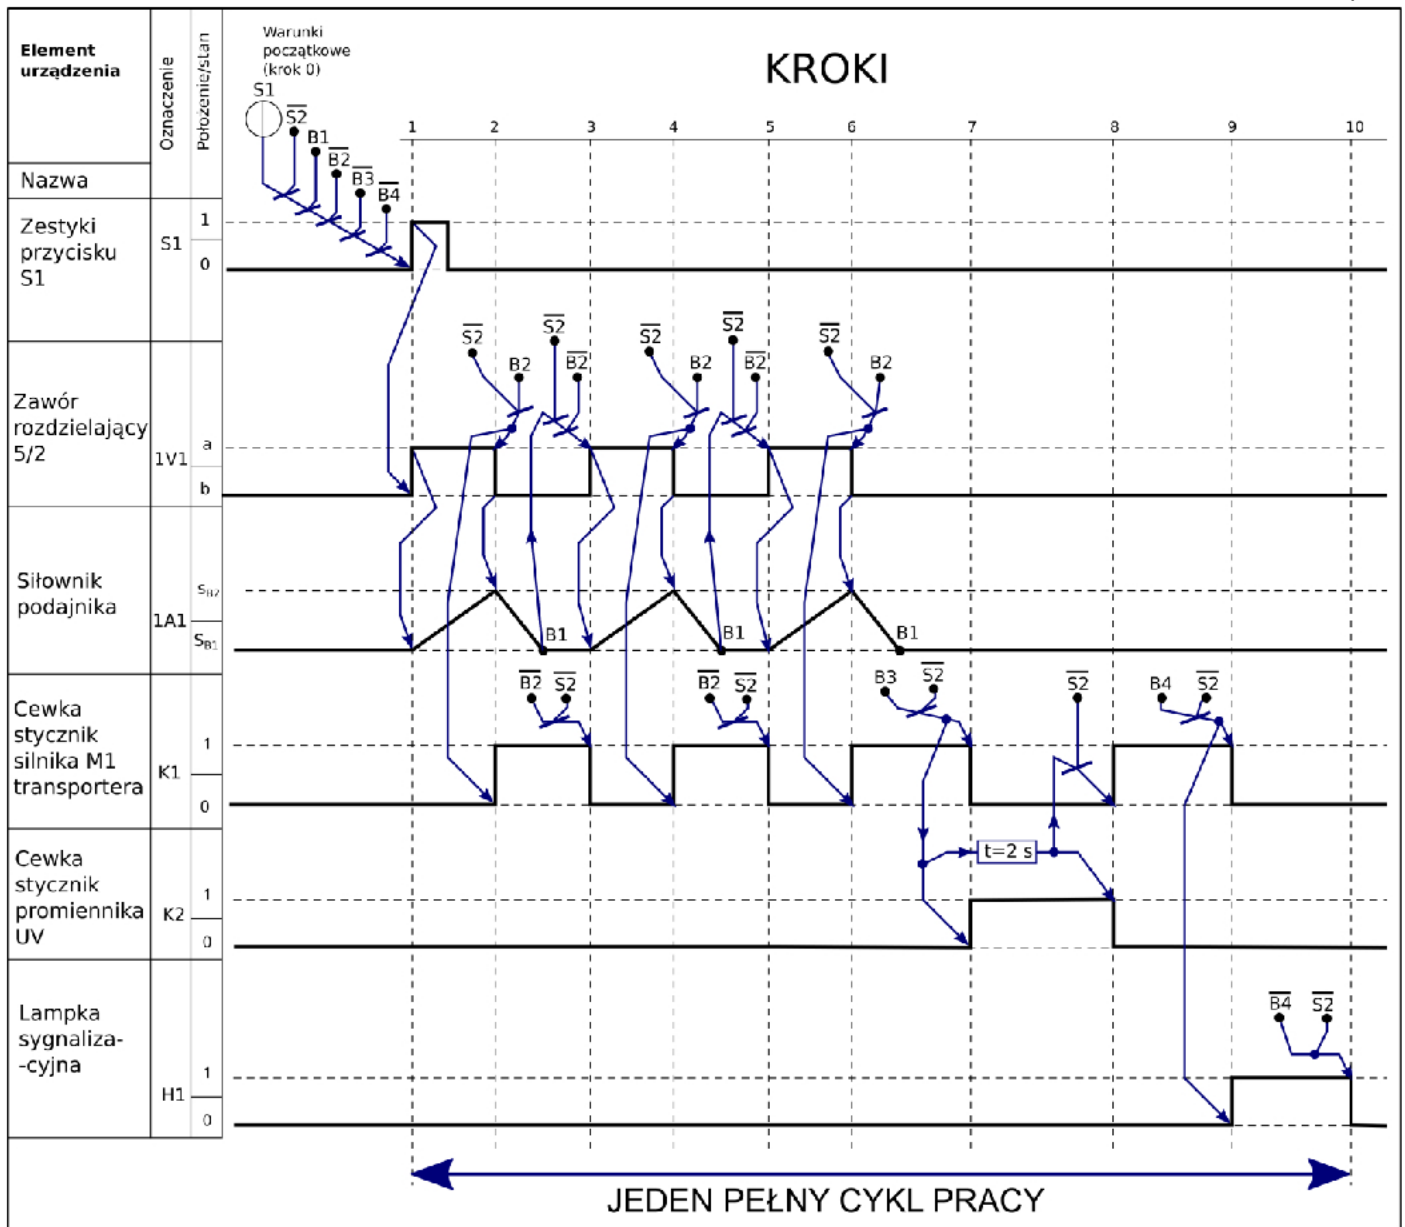 Element
urządzenia
Oznaczenie
Położenie/stan
Warunki
początkowe
(krok 0)
KROKI
S1
S2
B1
B2
B3
B4
1 2 3 4 5 6 7 8 9 10
Nazwa
Zestyki
przycisku
S1
S1
1
0
S2 B2 S2 B2 S2 B2 S2 B2 S2 B2
Zawór
rozdzielający
5/2
1V1
a
b
Siłownik
podajnika
1A1
SB2
SB1
B1 B1 B1
Cewka
stycznik
silnika M1
transportera
K1
1
0
B2 S2 B2 S2 B3 S2 S2 B4 S2
Cewka
stycznik
promiennika
UV
K2
1
0
t=2 s
Lampka
sygnaliza-
-cyjna
H1
1
0
B4 S2
JEDEN PEŁNY CYKL PRACY